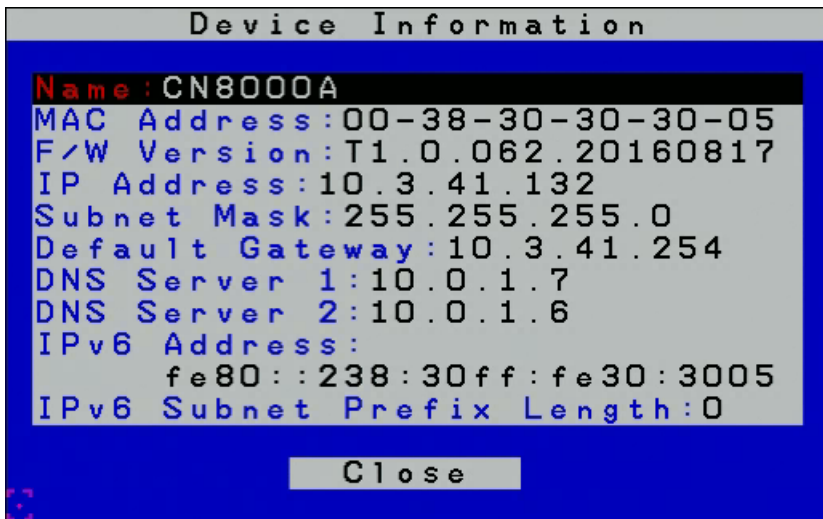 Device Information
Name:CN8000A
MAC Address:00-38-30-30-30-05
F/W Version:T1.0.062.20160817
IP Address:10.3.41.132
Subnet Mask:255.255.255.0
Default Gateway:10.3.41.254
DNS Server 1:10.0.1.7
DNS Server 2:10.0.1.6
IPv6 Address:
fe80::238:30ff:fe30:3005
IPv6 Subnet Prefix Length:0
Close